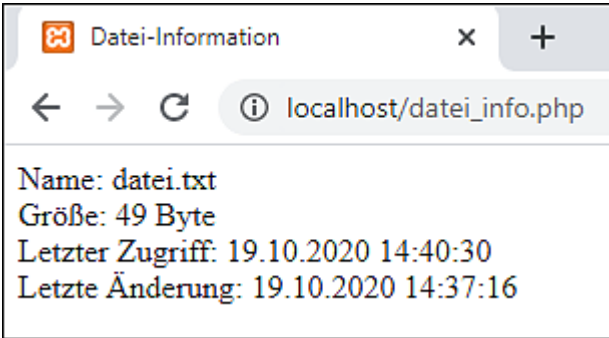 Datei-Information
localhost/datei_info.php
Name: datei.txt
Größe: 49 Byte
Letzter Zugriff: 19.10.2020 14:40:30
Letzte Änderung: 19.10.2020 14:37:16